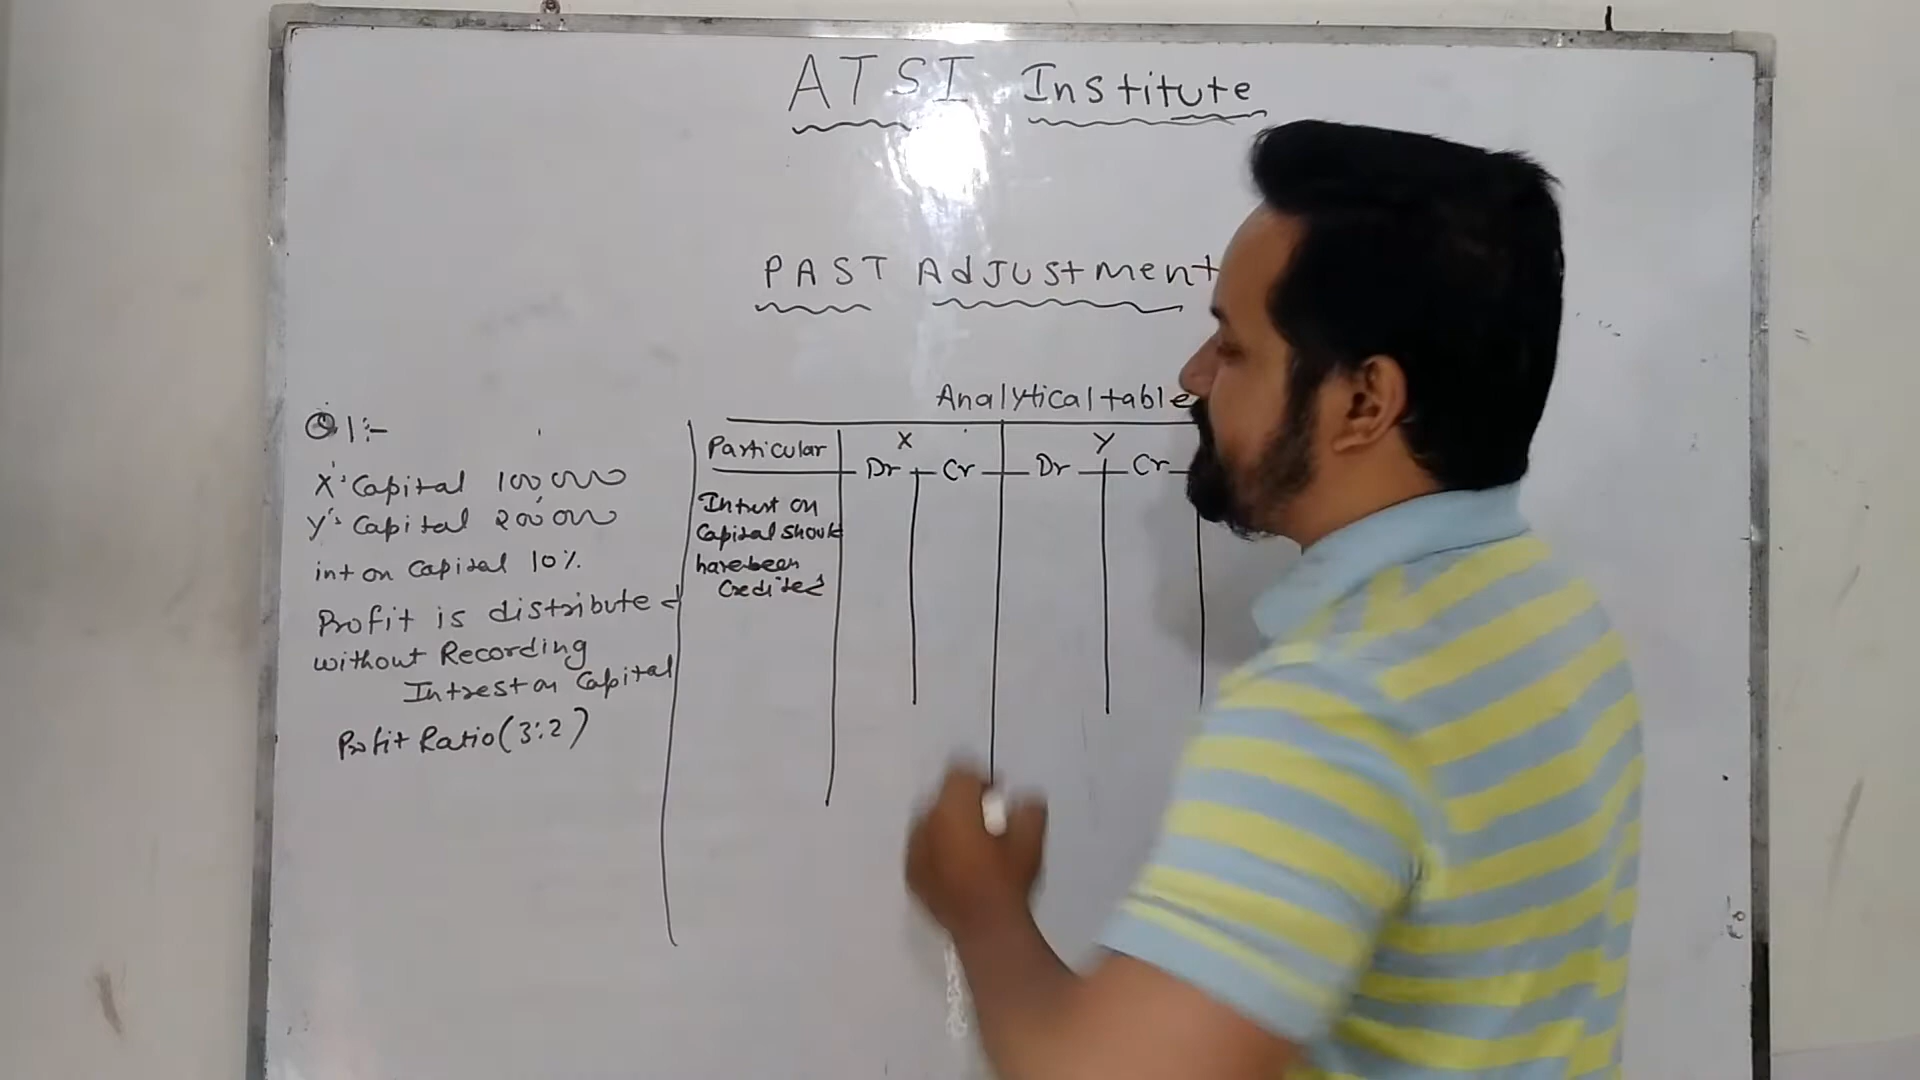 ATSI Institute
PAST AdJUStment
Q1:-
X's Capital 100,000
Y's Capital 200,000
int on Capital 10%.
Profit is distributed
without Recording
Intrest on Capital
Profit Ratio (3:2)
Analytical table
Particular X Y
Dr Cr Dr Cr
Intrest on
Capital should
have been
Credited